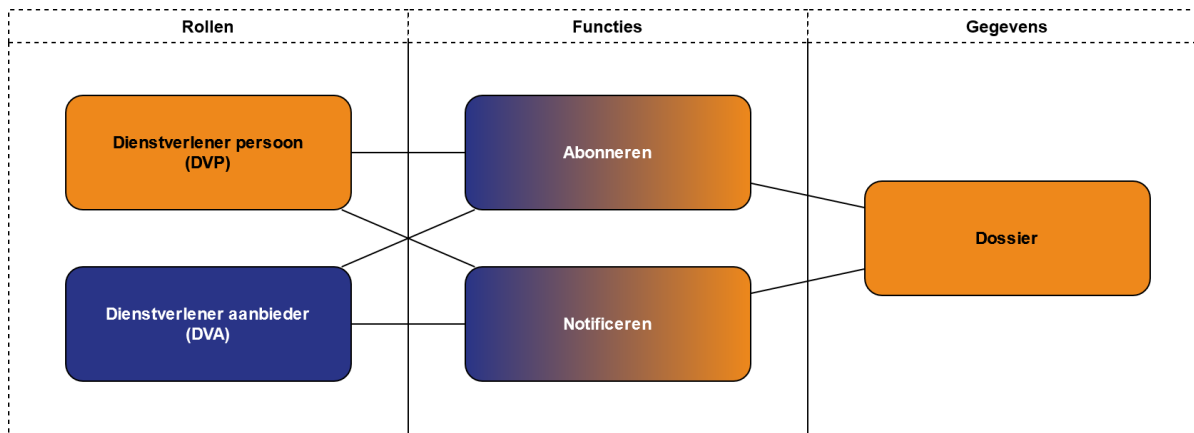 Rollen
Functies
Gegevens
Dienstverlener persoon
(DVP)
Abonneren
Dossier
Dienstverlener aanbieder
(DVA)
Notificeren